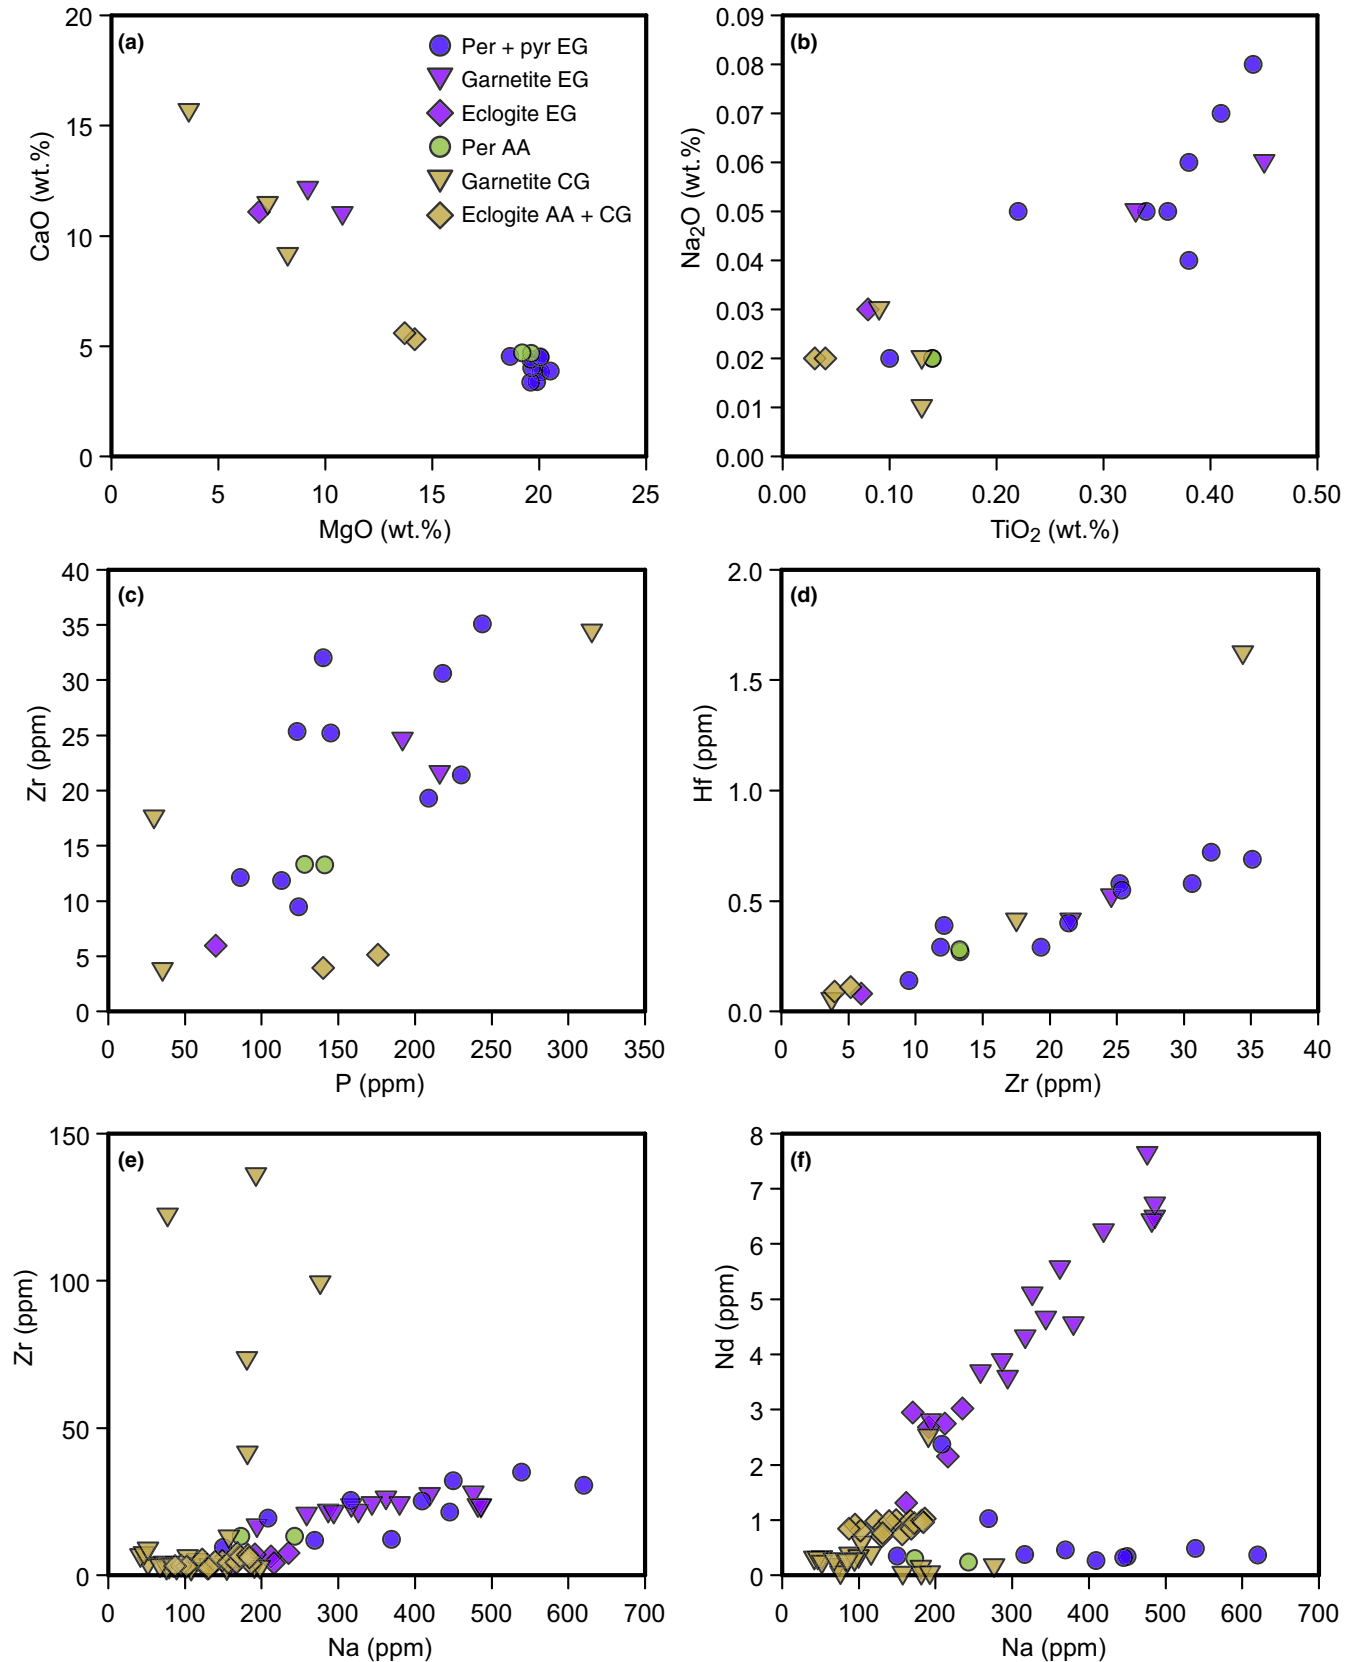 (a)
20
15
10
5
0
CaO (wt.%)
0 5 10 15 20 25
MgO (wt.%)
Per + pyr EG
Garnetite EG
Eclogite EG
Per AA
Garnetite CG
Eclogite AA + CG
(b)
0.09
0.08
0.07
0.06
0.05
0.04
0.03
0.02
0.01
0.00
Na2O (wt.%)
0.00 0.10 0.20 0.30 0.40 0.50
TiO2 (wt.%)
(c)
40
35
30
25
20
15
10
5
0
Zr (ppm)
0 50 100 150 200 250 300 350
P (ppm)
(d)
2.0
1.5
1.0
0.5
0.0
Hf (ppm)
0 5 10 15 20 25 30 35 40
Zr (ppm)
(e)
150
100
50
0
Zr (ppm)
0 100 200 300 400 500 600 700
Na (ppm)
(f)
8
7
6
5
4
3
2
1
0
Nd (ppm)
0 100 200 300 400 500 600 700
Na (ppm)